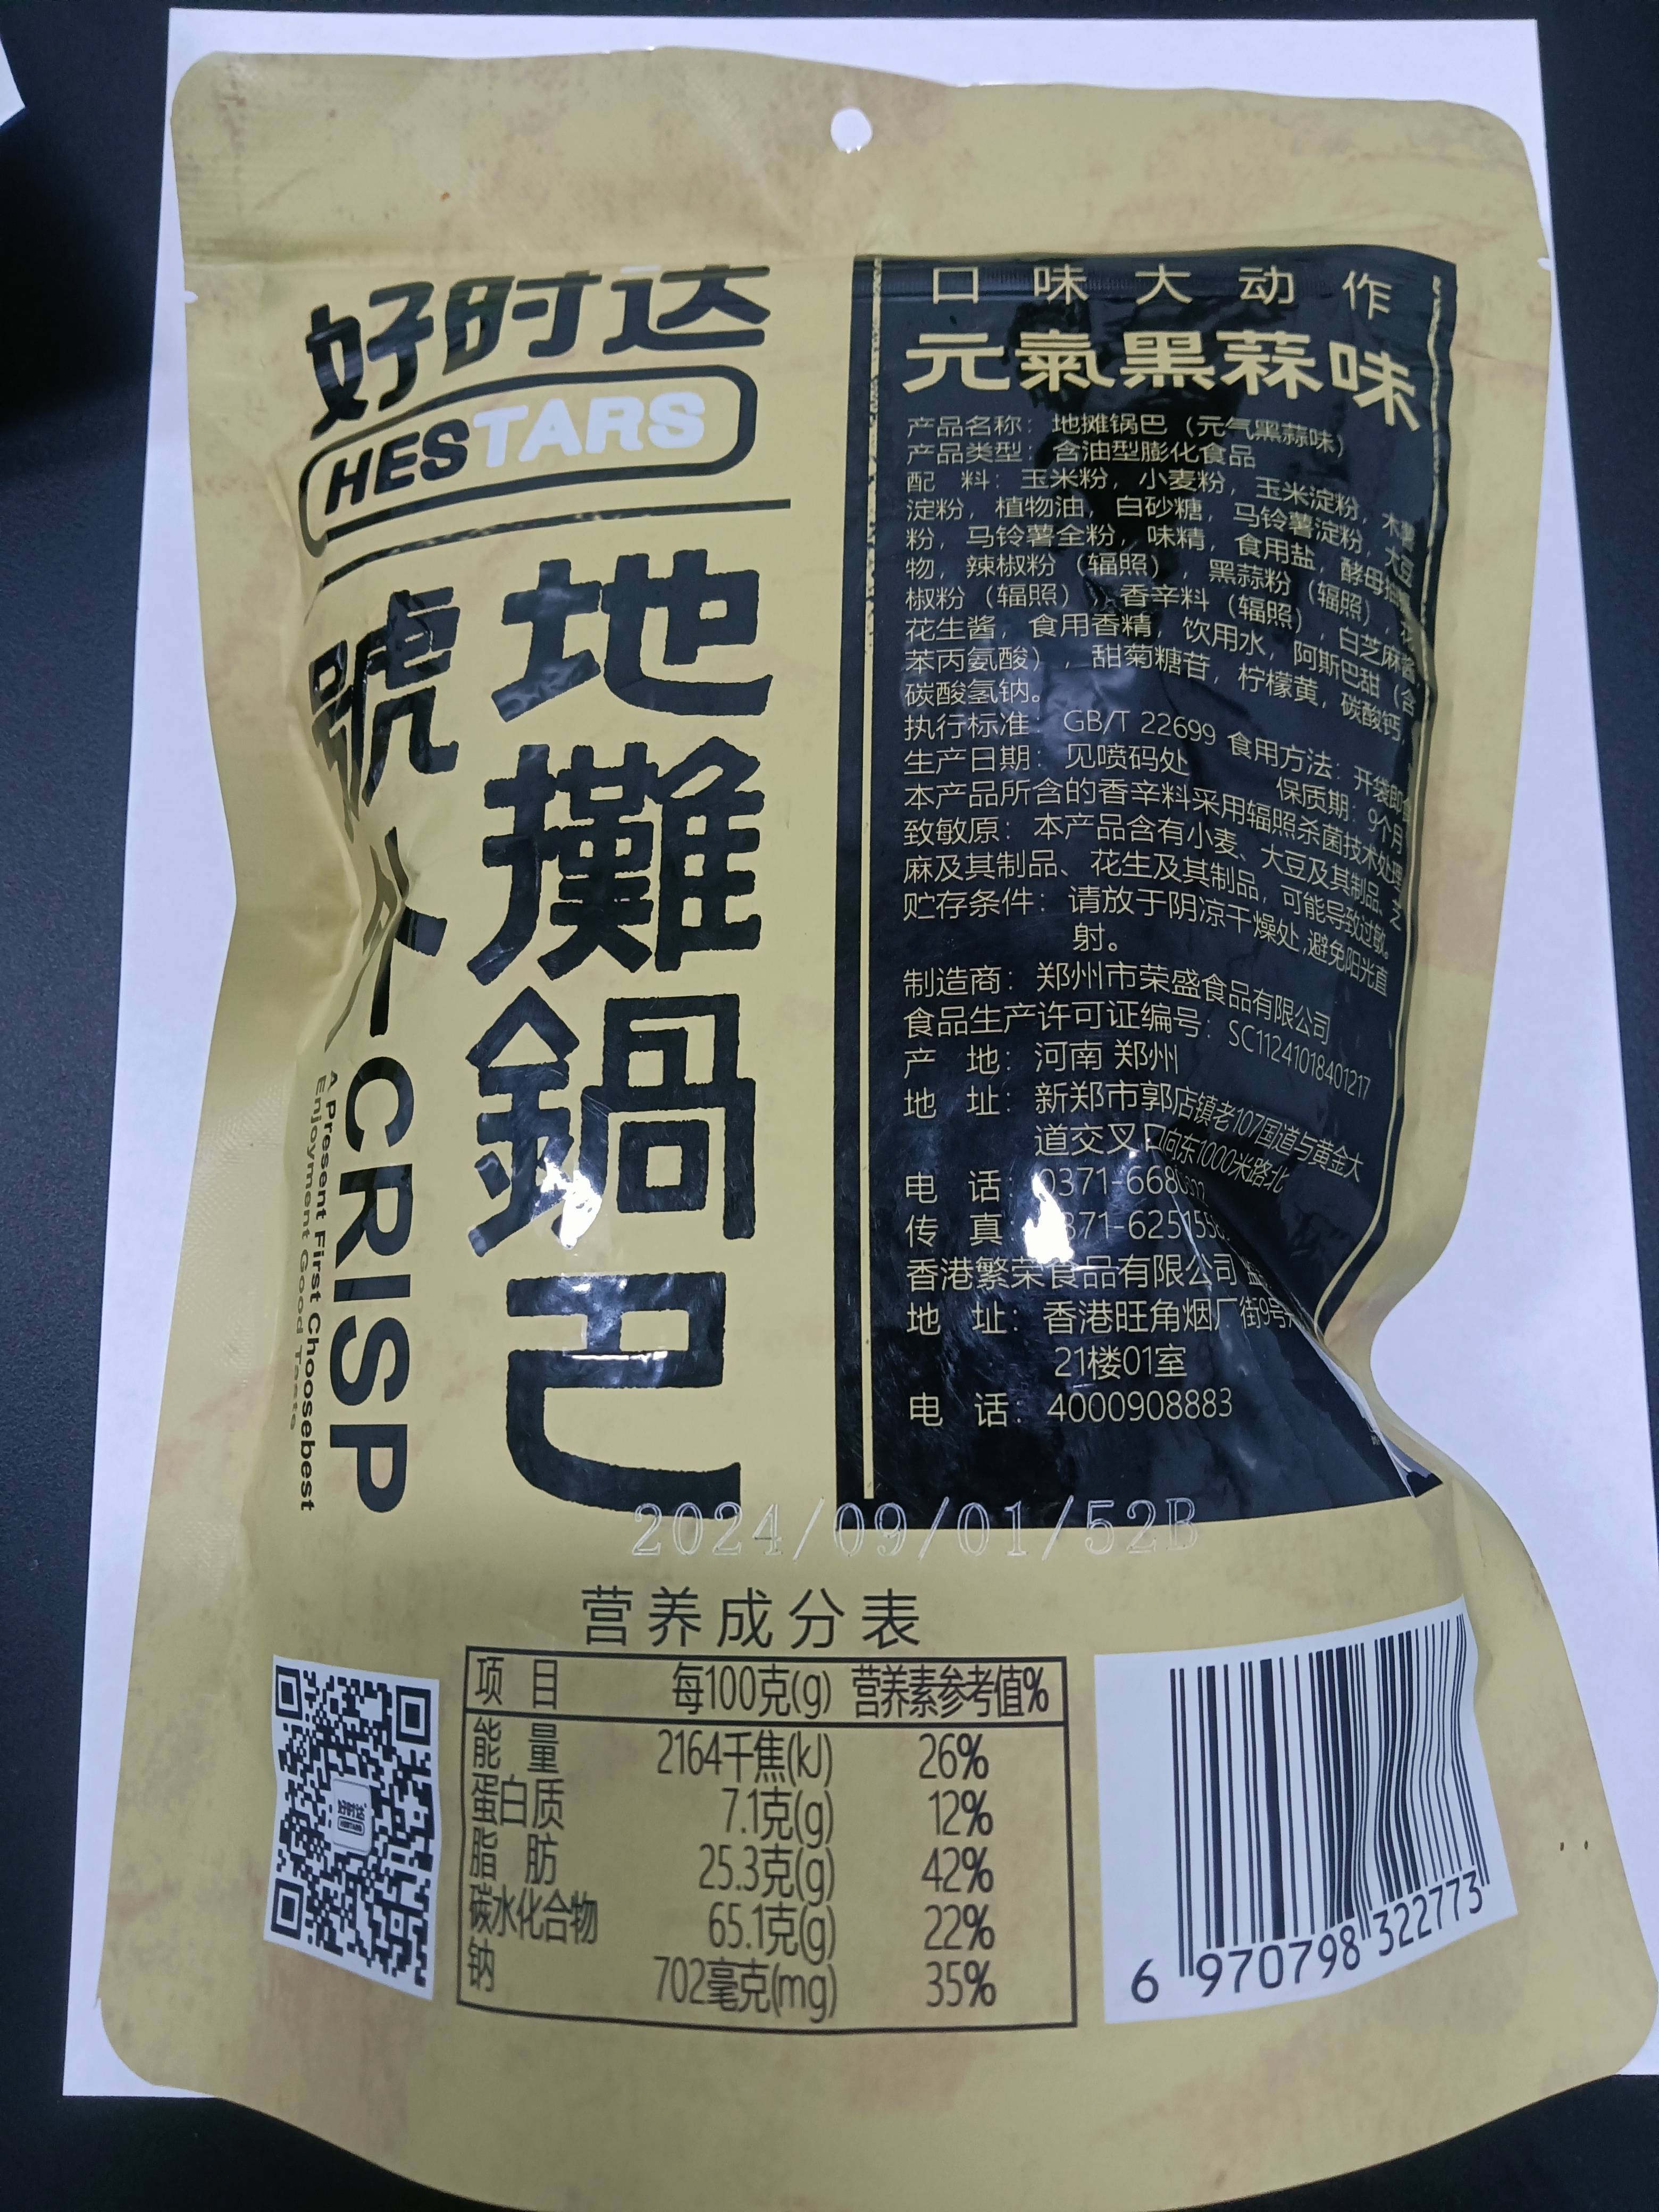 好时达
HESTARS
地攤鍋巴
CRISP
A Present First Choosebest
Enjoyment Good Taste
口味大动作
元氣黑蒜味
产品名称：地摊锅巴（元气黑蒜味）
产品类型：含油型膨化食品
配 料：玉米粉，小麦粉，玉米淀粉，木薯
淀粉，植物油，白砂糖，马铃薯淀粉，大豆
粉，马铃薯全粉，味精，食用盐，酵母抽
物，辣椒粉（辐照），黑蒜粉（辐照），花
椒粉（辐照），香辛料（辐照），白芝麻酱，
花生酱，食用香精，饮用水，阿斯巴甜（含
苯丙氨酸），甜菊糖苷，柠檬黄，碳酸钙，
碳酸氢钠。
执行标准：GB/T 22699 食用方法：开袋即食
生产日期：见喷码处 保质期：9个月
本产品所含的香辛料采用辐照杀菌技术处理
致敏原：本产品含有小麦、大豆及其制品、芝
麻及其制品、花生及其制品，可能导致过敏。
贮存条件：请放于阴凉干燥处,避免阳光直
射。
制造商：郑州市荣盛食品有限公司
食品生产许可证编号：SC11241018401217
产 地：河南 郑州
地 址：新郑市郭店镇老107国道与黄金大
道交叉口向东1000米路北
电 话：0371-668
传 真：0371-625155
香港繁荣食品有限公司
地 址：香港旺角烟厂街9号
21楼01室
电 话：4000908883
2024/09/01/52B
营养成分表
项 目 每100克(g) 营养素参考值%
能 量 2164千焦(kJ) 26%
蛋白质 7.1克(g) 12%
脂 肪 25.3克(g) 42%
碳水化合物 65.1克(g) 22%
钠 702毫克(mg) 35%
6 970798 322773